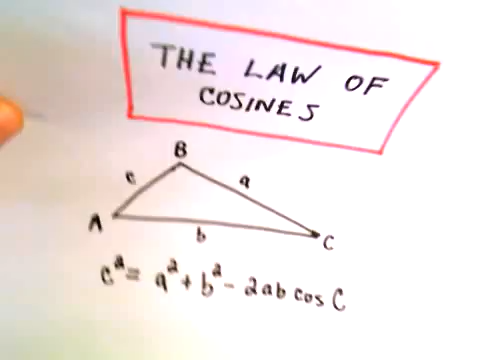 THE LAW OF
COSINES
B
c
a
A
b
C
c² = a² + b² - 2ab cos C